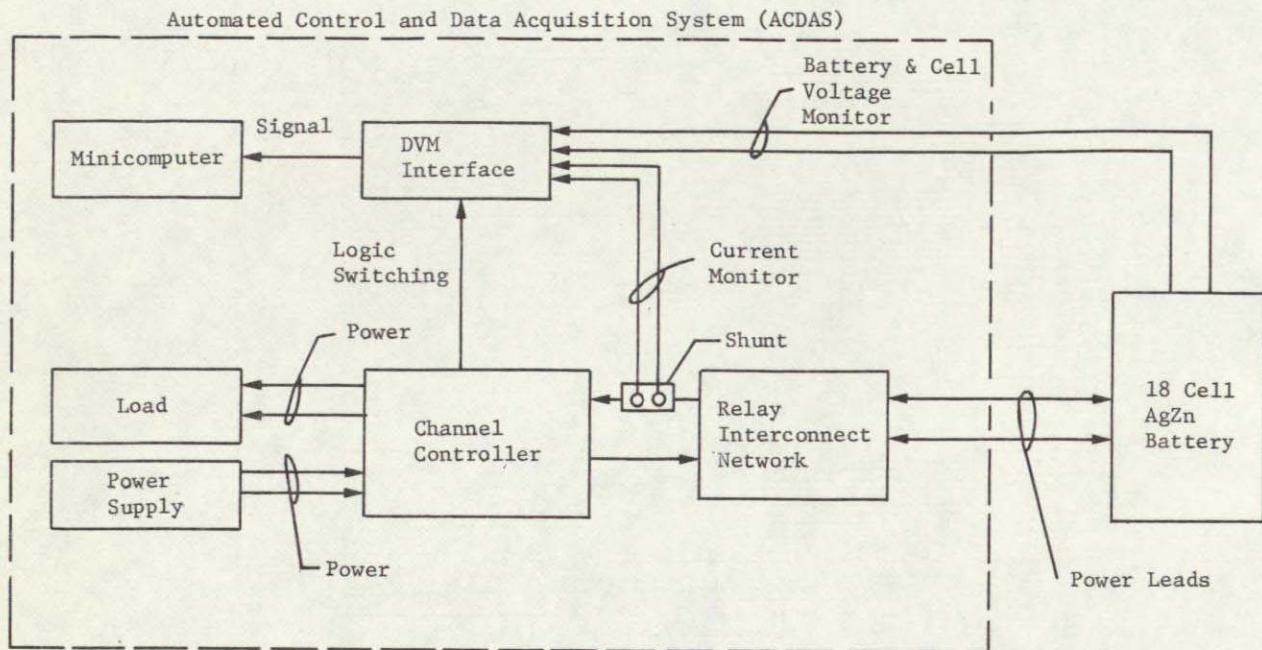 Automated Control and Data Acquisition System (ACDAS)
Battery & Cell
Voltage
Monitor
Signal
Minicomputer
DVM
Interface
Logic
Switching
Current
Monitor
Power
Shunt
Load
Channel
Controller
Relay
Interconnect
Network
18 Cell
AgZn
Battery
Power
Supply
Power
Power Leads